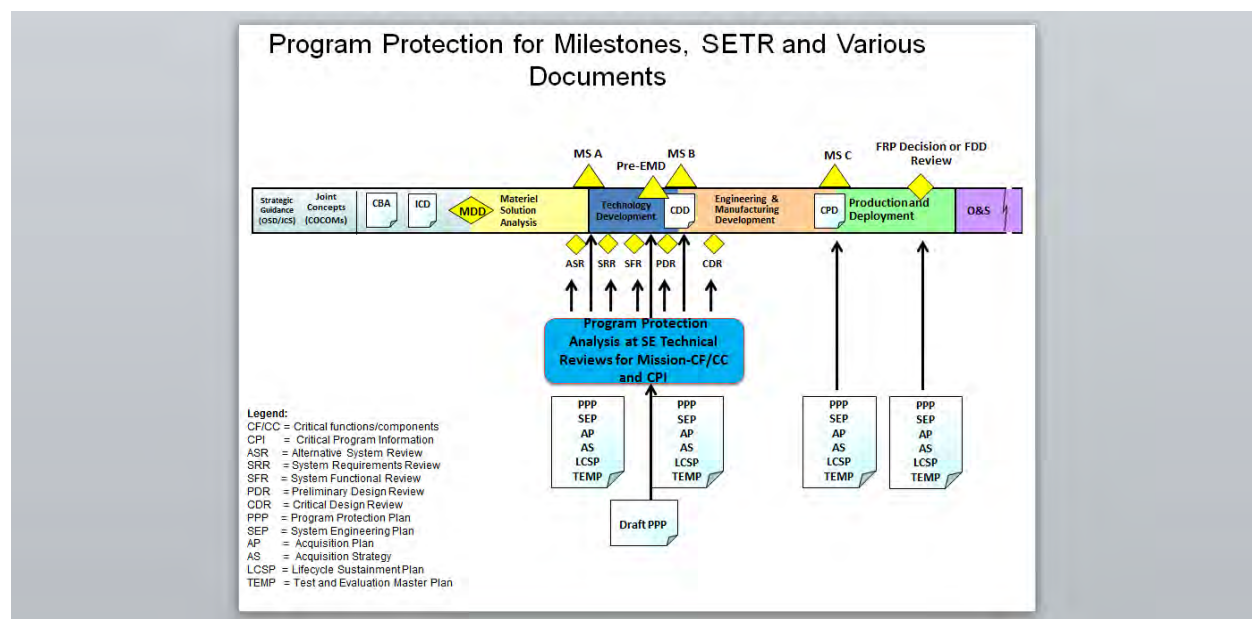 Program Protection for Milestones, SETR and Various
Documents
MS A
Pre-EMD
MS B
MS C
FRP Decision or FDD
Review
Strategic
Guidance
(OSD/JCS)
Joint
Concepts
(COCOMs)
CBA
ICD
MDD
Materiel
Solution
Analysis
Technology
Development
CDD
Engineering &
Manufacturing
Development
CPD
Production and
Deployment
O&S
ASR
SRR
SFR
PDR
CDR
Program Protection
Analysis at SE Technical
Reviews for Mission-CF/CC
and CPI
PPP
SEP
AP
AS
LCSP
TEMP
PPP
SEP
AP
AS
LCSP
TEMP
PPP
SEP
AP
AS
LCSP
TEMP
PPP
SEP
AP
AS
LCSP
TEMP
Draft PPP
Legend:
CF/CC = Critical functions/components
CPI = Critical Program Information
ASR = Alternative System Review
SRR = System Requirements Review
SFR = System Functional Review
PDR = Preliminary Design Review
CDR = Critical Design Review
PPP = Program Protection Plan
SEP = System Engineering Plan
AP = Acquisition Plan
AS = Acquisition Strategy
LCSP = Lifecycle Sustainment Plan
TEMP = Test and Evaluation Master Plan